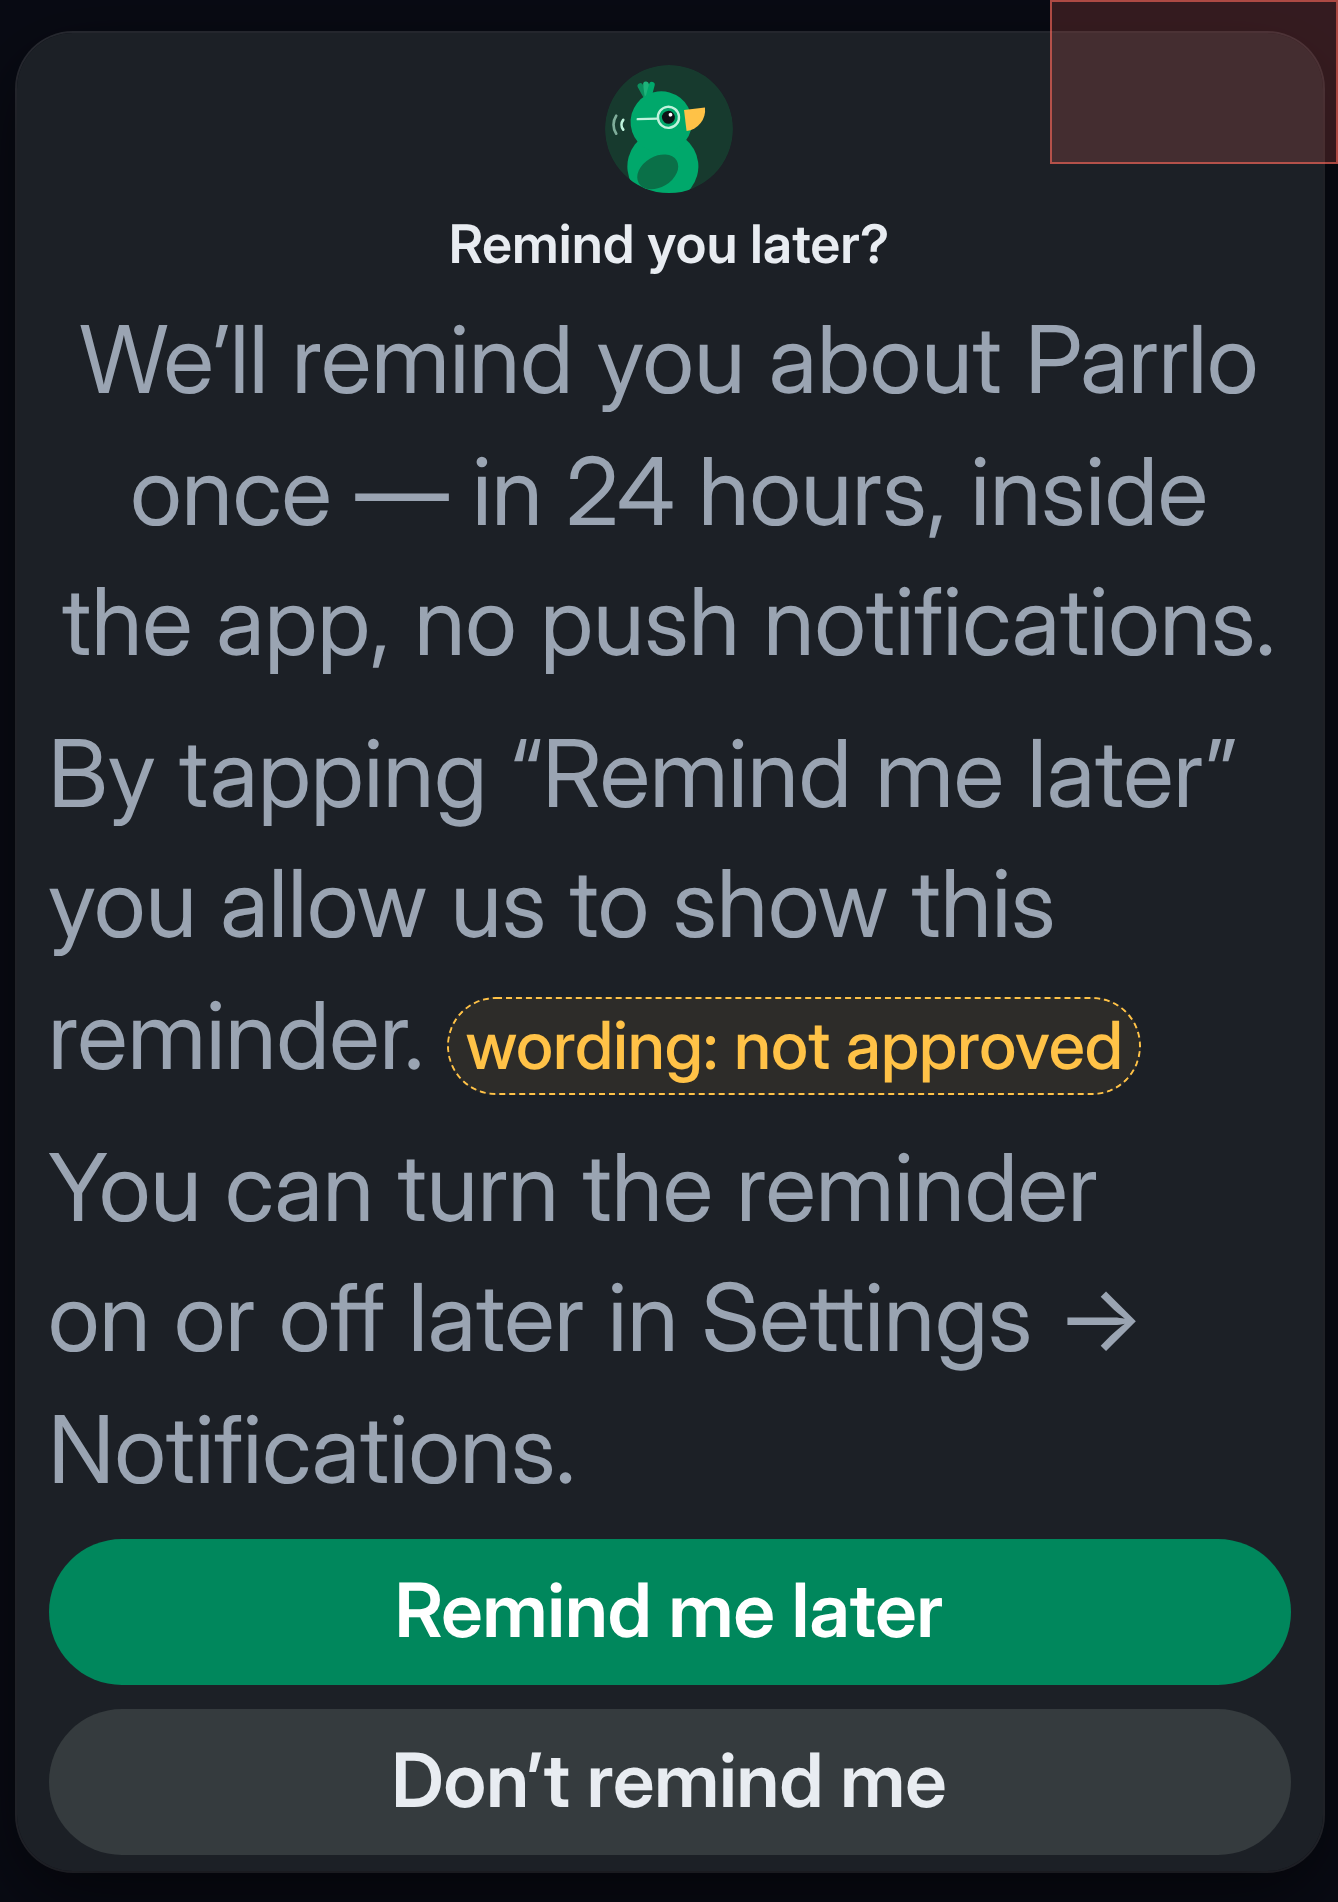 Remind you later?
We’ll remind you about Parrlo
once — in 24 hours, inside
the app, no push notifications.
By tapping “Remind me later”
you allow us to show this
reminder. wording: not approved
You can turn the reminder
on or off later in Settings →
Notifications.
Remind me later
Don’t remind me